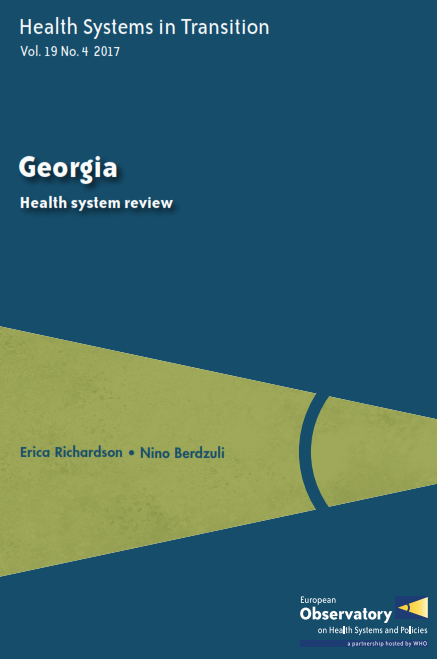 Health Systems in Transition
Vol. 19 No. 4 2017
Georgia
Health system review
Erica Richardson • Nino Berdzuli
European
Observatory
on Health Systems and Policies
a partnership hosted by WHO